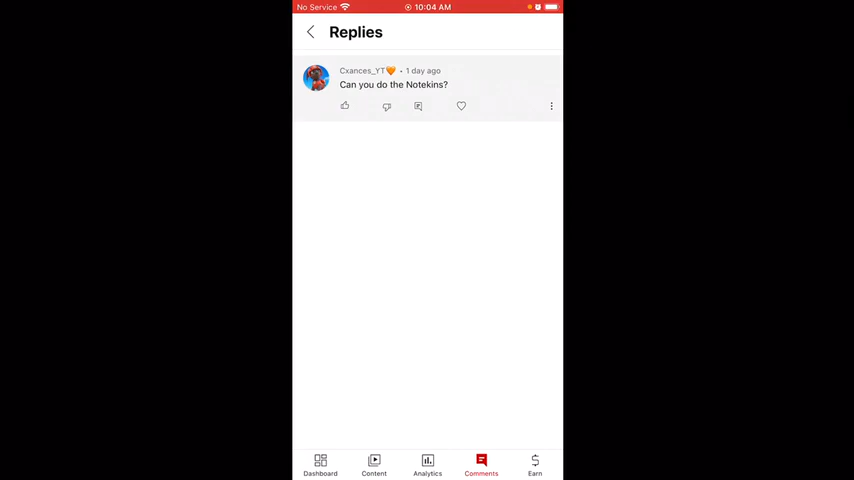 No Service 10:04 AM
Replies
Cxances_YT🧡 • 1 day ago
Can you do the Notekins?
Dashboard Content Analytics Comments Earn